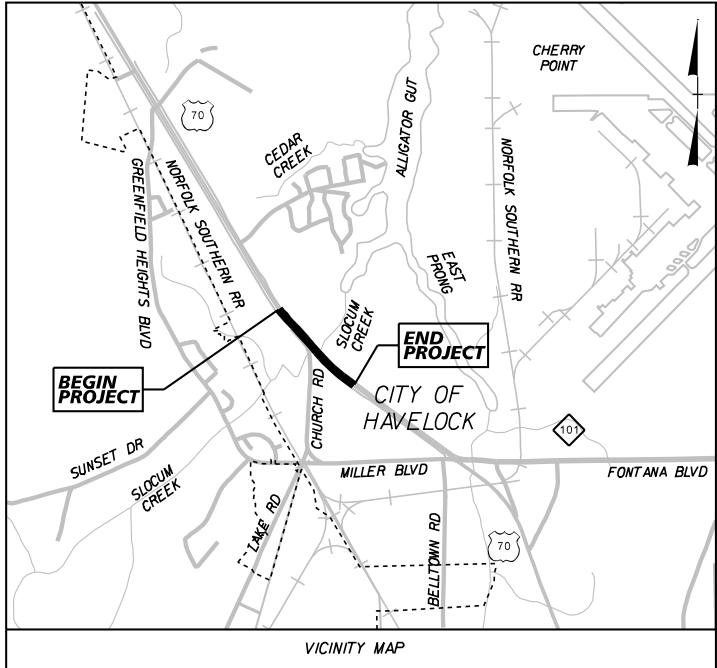 CHERRY
POINT
70
ALLIGATOR GUT
CEDAR
CREEK
NORFOLK SOUTHERN RR
GREENFIELD HEIGHTS BLVD
NORFOLK SOUTHERN RR
EAST
PRONG
SLOCUM
CREEK
END
PROJECT
BEGIN
PROJECT
CHURCH RD
CITY OF
HAVELOCK
101
SUNSET DR
SLOCUM
CREEK
MILLER BLVD
FONTANA BLVD
LAKE RD
BELLTOWN RD
70
VICINITY MAP